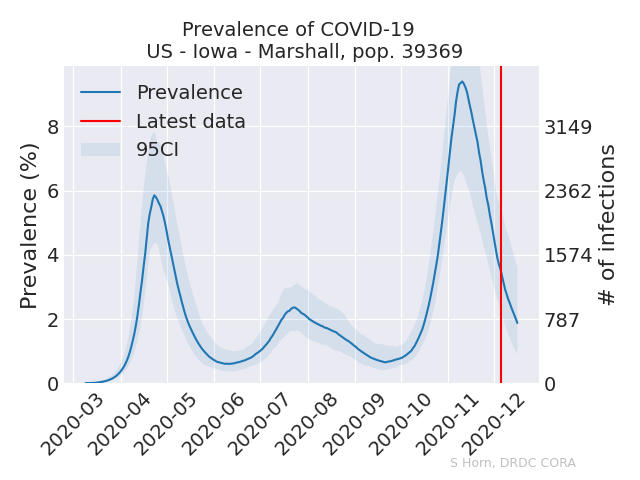 Prevalence of COVID-19
US - Iowa - Marshall, pop. 39369
Prevalence
Latest data
95CI
Prevalence (%)
8
6
4
2
0
3149
2362
1574
787
0
# of infections
2020-03
2020-04
2020-05
2020-06
2020-07
2020-08
2020-09
2020-10
2020-11
2020-12
S Horn, DRDC CORA